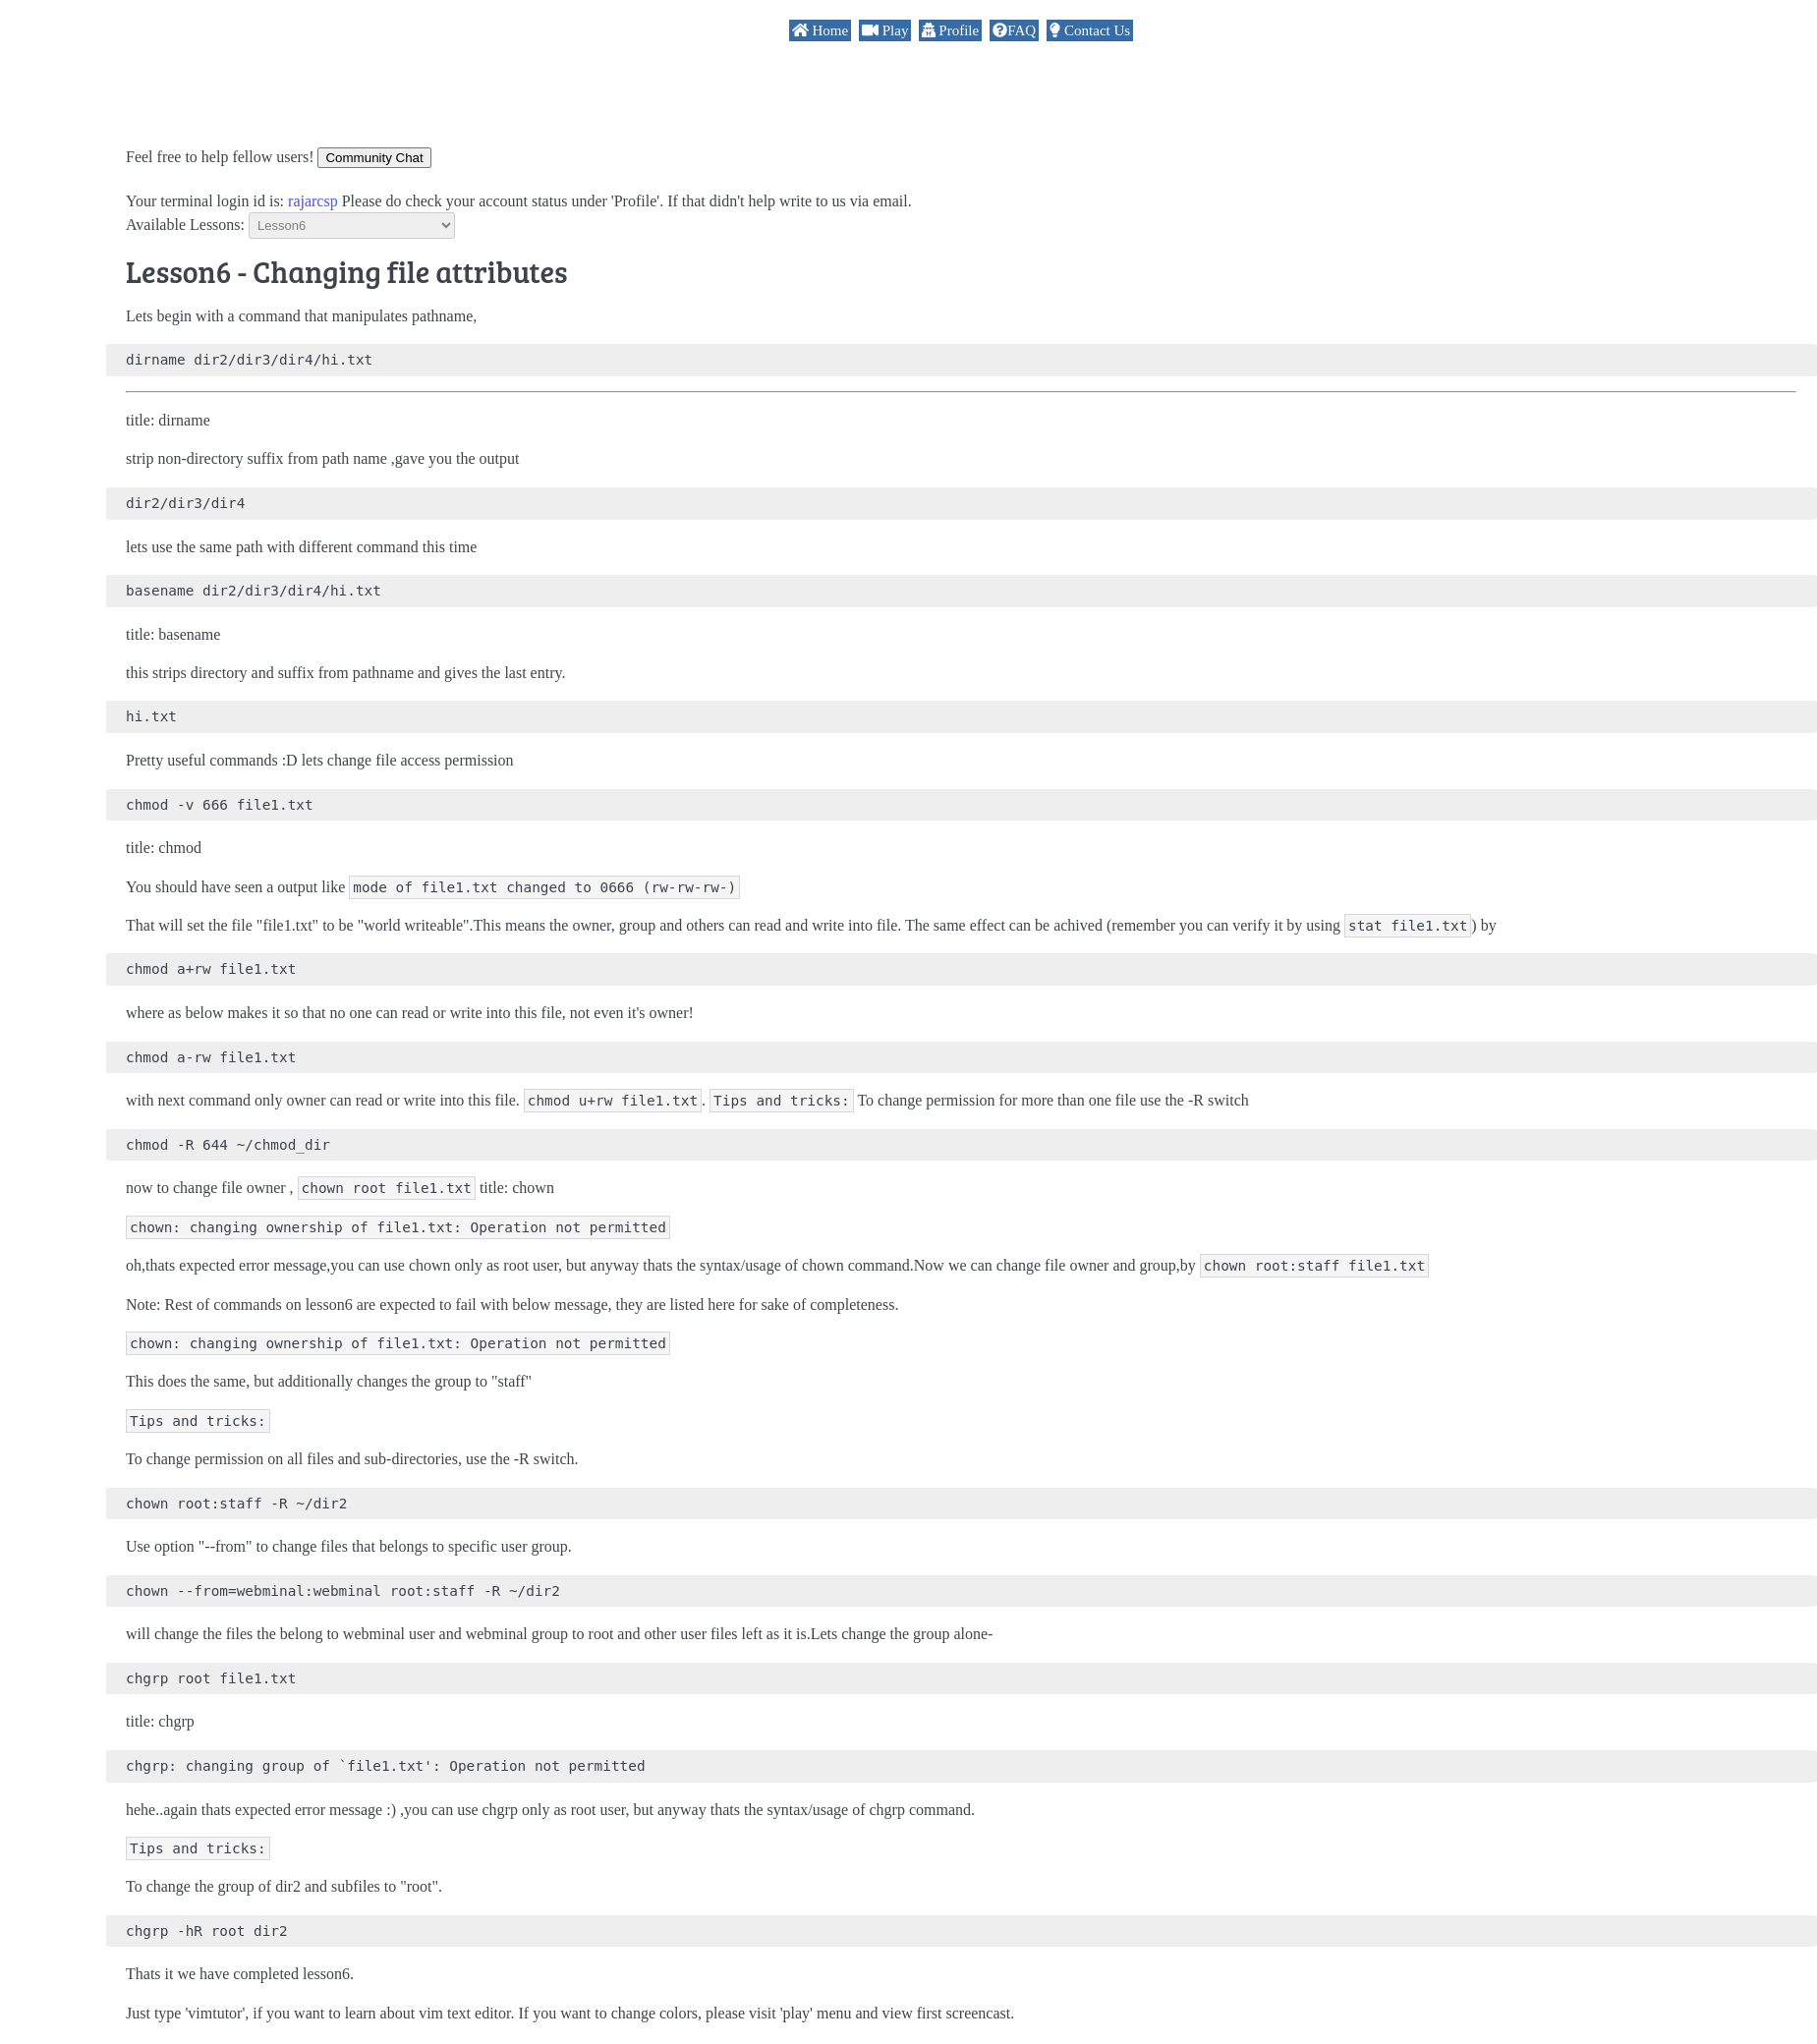 Home Play Profile FAQ Contact Us
Feel free to help fellow users! Community Chat
Your terminal login id is: rajarcsp Please do check your account status under 'Profile'. If that didn't help write to us via email.
Available Lessons: Lesson6
Lesson6 - Changing file attributes
Lets begin with a command that manipulates pathname,
dirname dir2/dir3/dir4/hi.txt
title: dirname
strip non-directory suffix from path name ,gave you the output
dir2/dir3/dir4
lets use the same path with different command this time
basename dir2/dir3/dir4/hi.txt
title: basename
this strips directory and suffix from pathname and gives the last entry.
hi.txt
Pretty useful commands :D lets change file access permission
chmod -v 666 file1.txt
title: chmod
You should have seen a output like mode of file1.txt changed to 0666 (rw-rw-rw-)
That will set the file "file1.txt" to be "world writeable".This means the owner, group and others can read and write into file. The same effect can be achived (remember you can verify it by using stat file1.txt) by
chmod a+rw file1.txt
where as below makes it so that no one can read or write into this file, not even it's owner!
chmod a-rw file1.txt
with next command only owner can read or write into this file. chmod u+rw file1.txt. Tips and tricks: To change permission for more than one file use the -R switch
chmod -R 644 ~/chmod_dir
now to change file owner , chown root file1.txt title: chown
chown: changing ownership of file1.txt: Operation not permitted
oh,thats expected error message,you can use chown only as root user, but anyway thats the syntax/usage of chown command.Now we can change file owner and group,by chown root:staff file1.txt
Note: Rest of commands on lesson6 are expected to fail with below message, they are listed here for sake of completeness.
chown: changing ownership of file1.txt: Operation not permitted
This does the same, but additionally changes the group to "staff"
Tips and tricks:
To change permission on all files and sub-directories, use the -R switch.
chown root:staff -R ~/dir2
Use option "--from" to change files that belongs to specific user group.
chown --from=webminal:webminal root:staff -R ~/dir2
will change the files the belong to webminal user and webminal group to root and other user files left as it is.Lets change the group alone-
chgrp root file1.txt
title: chgrp
chgrp: changing group of `file1.txt': Operation not permitted
hehe..again thats expected error message :) ,you can use chgrp only as root user, but anyway thats the syntax/usage of chgrp command.
Tips and tricks:
To change the group of dir2 and subfiles to "root".
chgrp -hR root dir2
Thats it we have completed lesson6.
Just type 'vimtutor', if you want to learn about vim text editor. If you want to change colors, please visit 'play' menu and view first screencast.